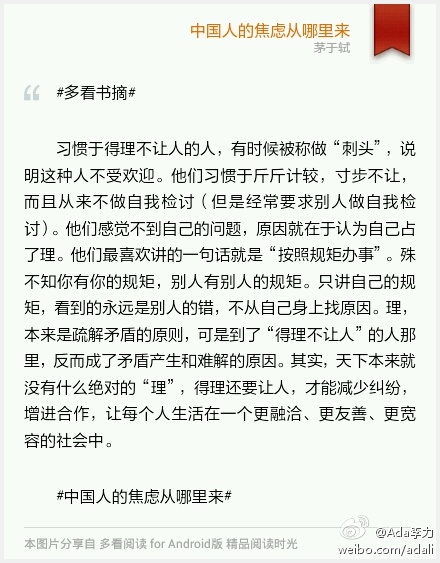 中国人的焦虑从哪里来
茅于轼
“ #多看书摘#
习惯于得理不让人的人，有时候被称做“刺头”，说
明这种人不受欢迎。他们习惯于斤斤计较，寸步不让，
而且从来不做自我检讨（但是经常要求别人做自我检
讨）。他们感觉不到自己的问题，原因就在于认为自己占
了理。他们最喜欢讲的一句话就是“按照规矩办事”。殊
不知你有你的规矩，别人有别人的规矩。只讲自己的规
矩，看到的永远是别人的错，不从自己身上找原因。理，
本来是疏解矛盾的原则，可是到了“得理不让人”的人那
里，反而成了矛盾产生和难解的原因。其实，天下本来就
没有什么绝对的“理”，得理还要让人，才能减少纠纷，
增进合作，让每个人生活在一个更融洽、更友善、更宽
容的社会中。
#中国人的焦虑从哪里来#
本图片分享自 多看阅读 for Android版 精品阅读时光
@Ada李力
weibo.com/adali